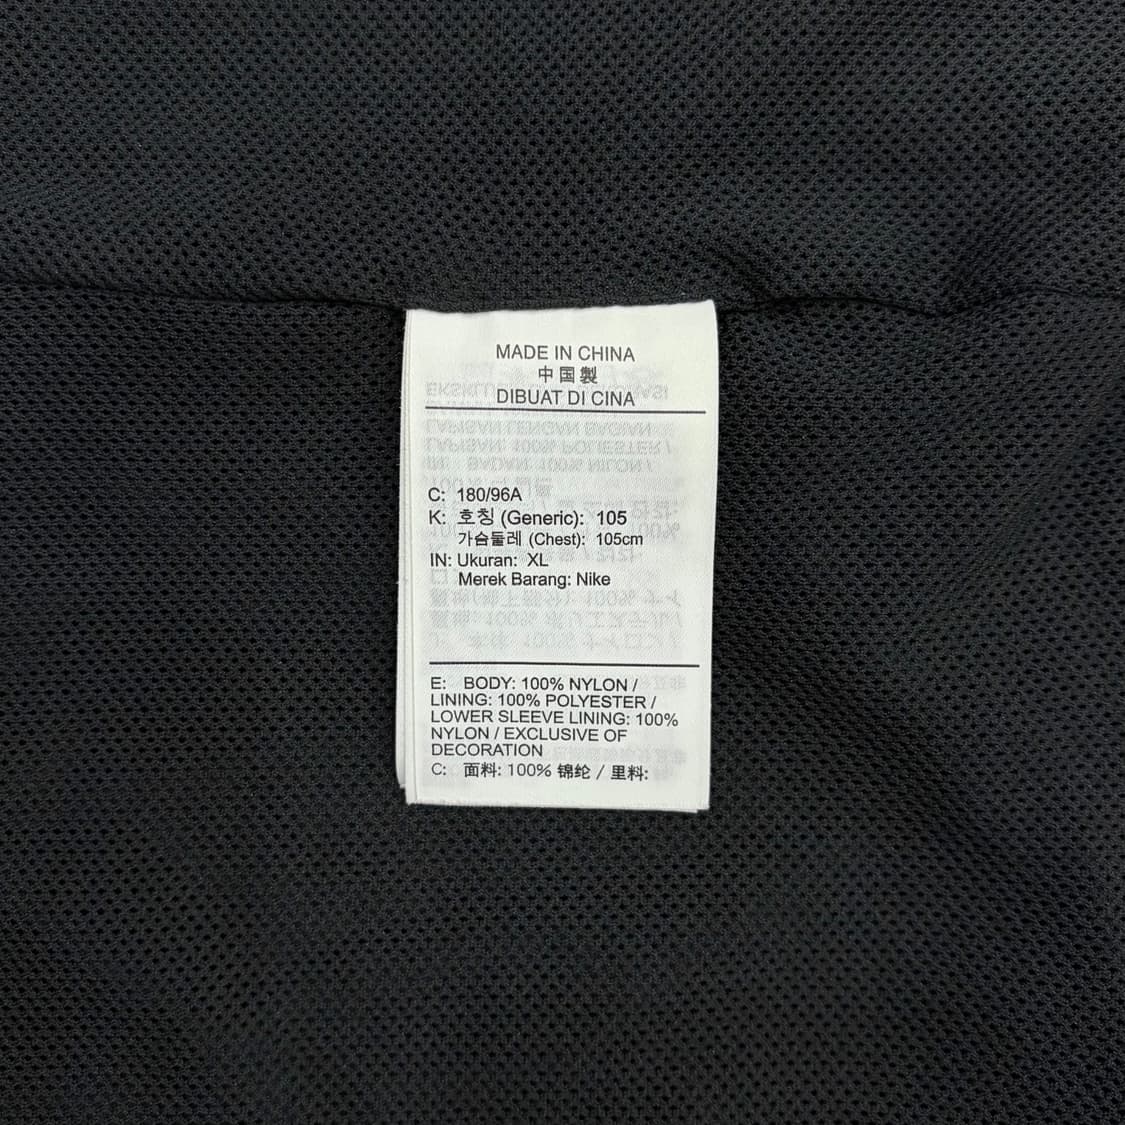 MADE IN CHINA
中国製
DIBUAT DI CINA
C: 180/96A
K: 호칭 (Generic): 105
가슴둘레 (Chest): 105cm
IN: Ukuran: XL
Merek Barang: Nike
E: BODY: 100% NYLON /
LINING: 100% POLYESTER /
LOWER SLEEVE LINING: 100%
NYLON / EXCLUSIVE OF
DECORATION
C: 面料: 100% 锦纶 / 里料: